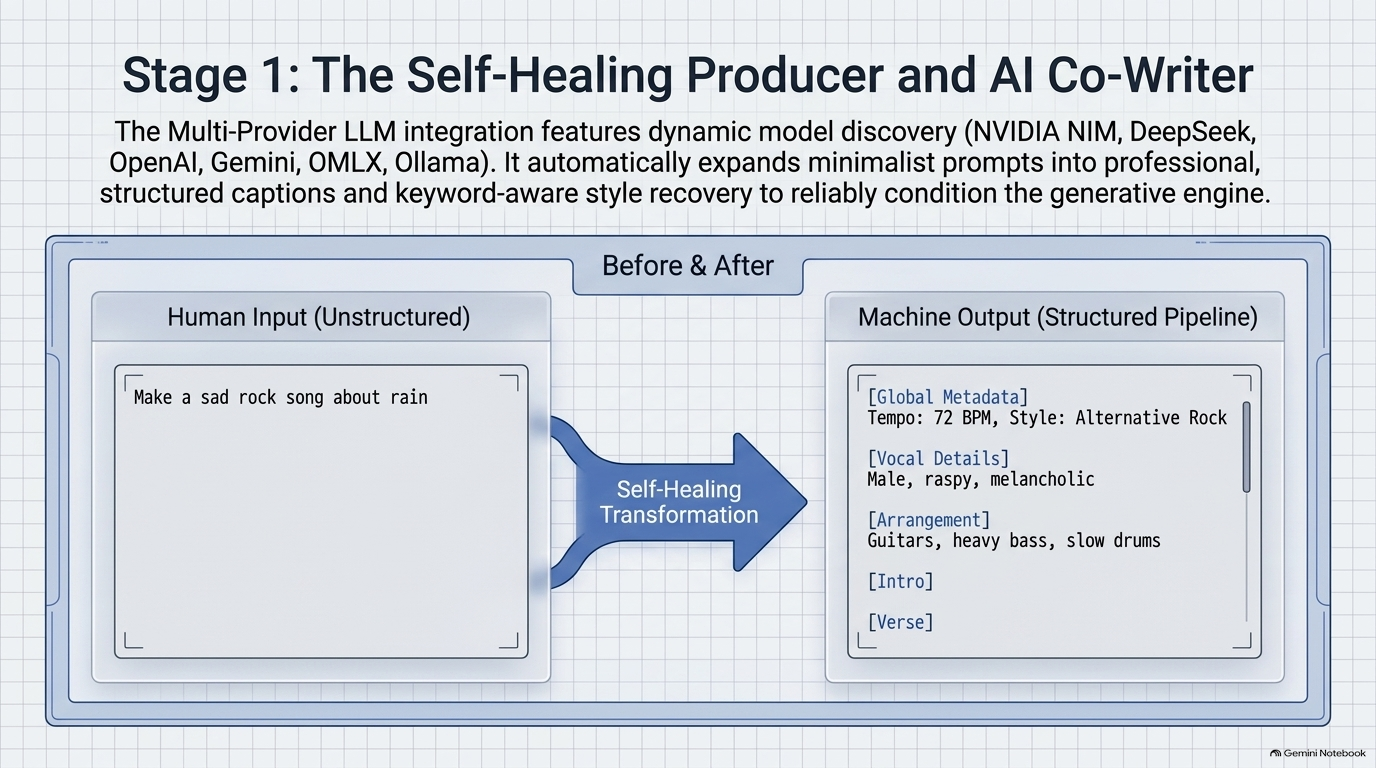 Stage 1: The Self-Healing Producer and AI Co-Writer
The Multi-Provider LLM integration features dynamic model discovery (NVIDIA NIM, DeepSeek,
OpenAI, Gemini, OMLX, Ollama). It automatically expands minimalist prompts into professional,
structured captions and keyword-aware style recovery to reliably condition the generative engine.
Before & After
Human Input (Unstructured)
Make a sad rock song about rain
Self-Healing
Transformation
Machine Output (Structured Pipeline)
[Global Metadata]
Tempo: 72 BPM, Style: Alternative Rock
[Vocal Details]
Male, raspy, melancholic
[Arrangement]
Guitars, heavy bass, slow drums
[Intro]
[Verse]
Gemini Notebook